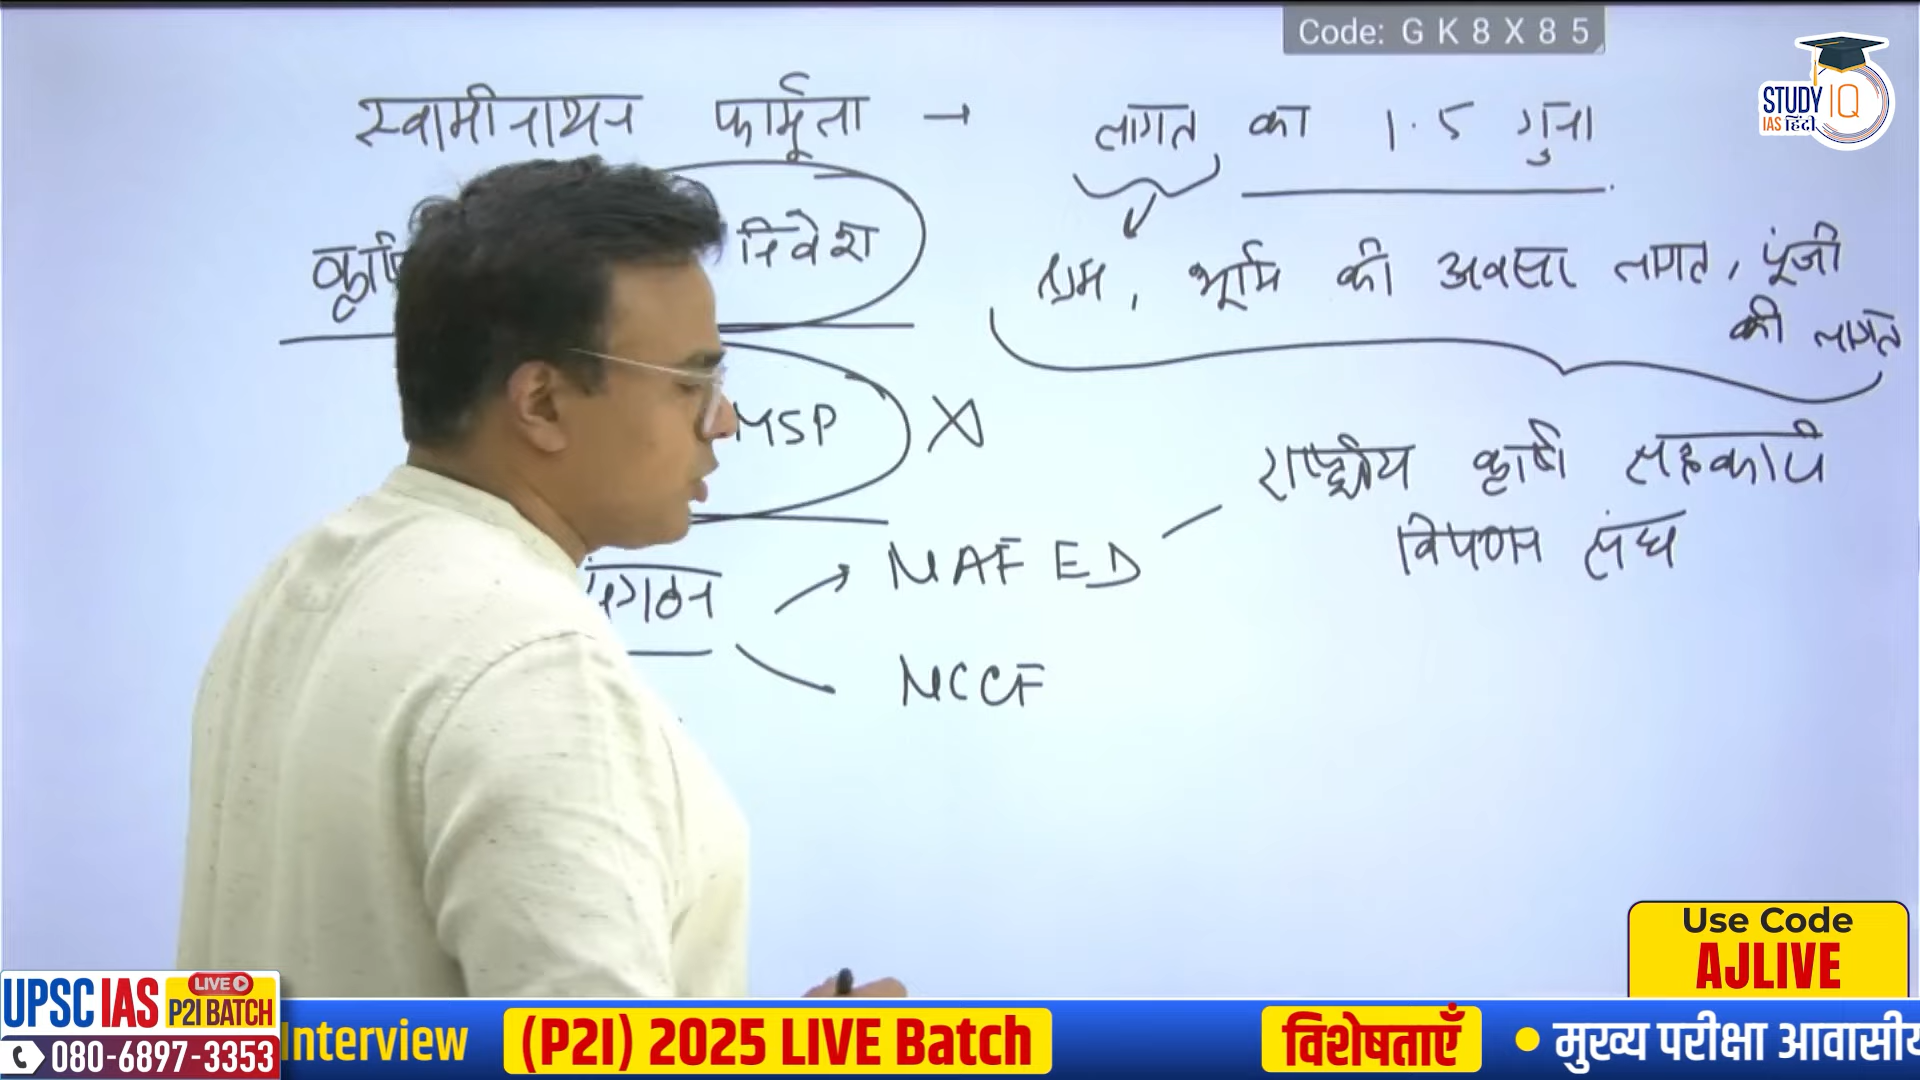 Code: G K 8 X 8 5
STUDY IQ
IAS हिंदी
स्वामीनाथन फार्मूला → लागत का 1.5 गुना
निवेश
श्रम, भूमि की अवसर लागत, पूंजी
की लागत
MSP
राष्ट्रीय कृषि सहकारी
विपणन संघ
NAFED
NCCF
Use Code
AJLIVE
UPSC IAS LIVE
P2I BATCH
080-6897-3353
Interview (P2I) 2025 LIVE Batch विशेषताएँ • मुख्य परीक्षा